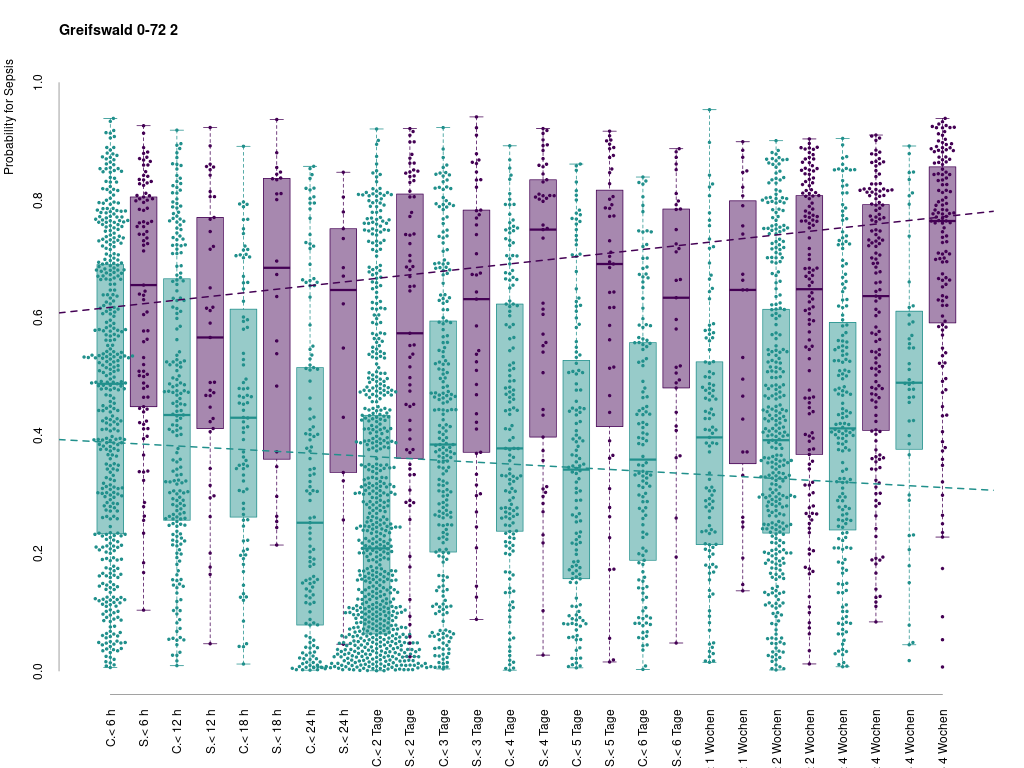 Greifswald 0-72 2
Probability for Sepsis
1.0
0.8
0.6
0.4
0.2
0.0
C.< 6 h
S.< 6 h
C.< 12 h
S.< 12 h
C.< 18 h
S.< 18 h
C.< 24 h
S.< 24 h
C.< 2 Tage
S.< 2 Tage
C.< 3 Tage
S.< 3 Tage
C.< 4 Tage
S.< 4 Tage
C.< 5 Tage
S.< 5 Tage
C.< 6 Tage
S.< 6 Tage
1 Wochen
1 Wochen
2 Wochen
2 Wochen
4 Wochen
4 Wochen
4 Wochen
4 Wochen